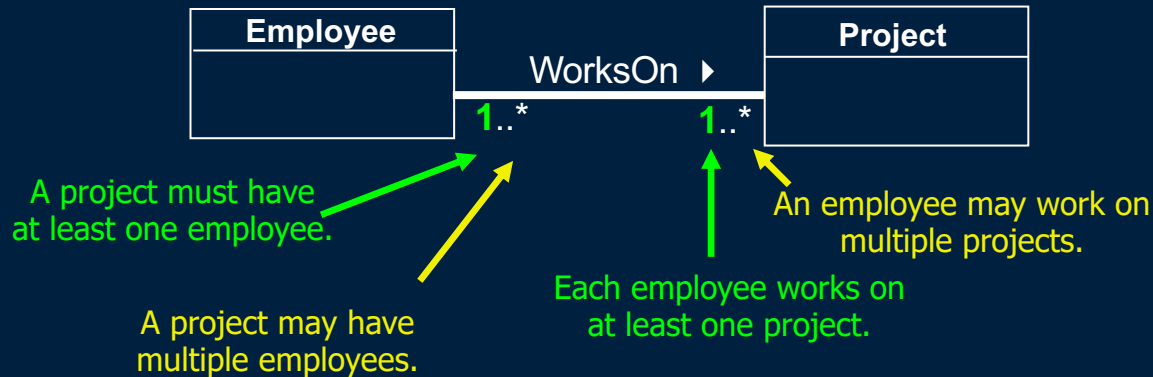 Employee
Project
WorksOn ▶
1..*
1..*
A project must have
at least one employee.
An employee may work on
multiple projects.
Each employee works on
at least one project.
A project may have
multiple employees.